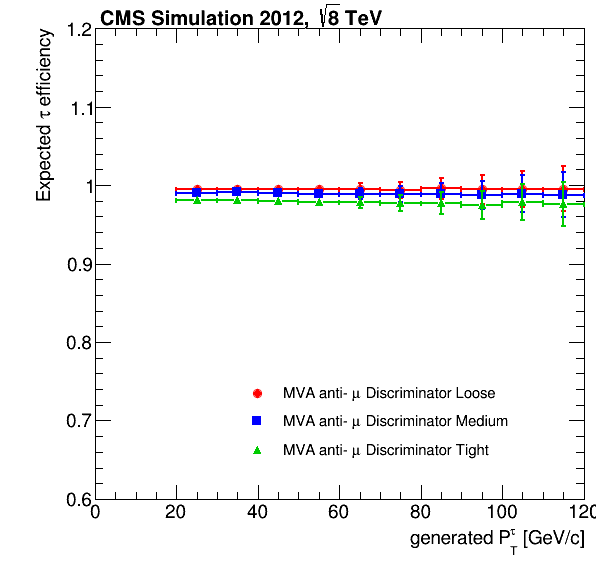 CMS Simulation 2012, √8 TeV
Expected τ efficiency
1.2
1.1
1
0.9
0.8
0.7
0.6
MVA anti- μ Discriminator Loose
MVA anti- μ Discriminator Medium
MVA anti- μ Discriminator Tight
0 20 40 60 80 100 120
generated P_T^τ [GeV/c]